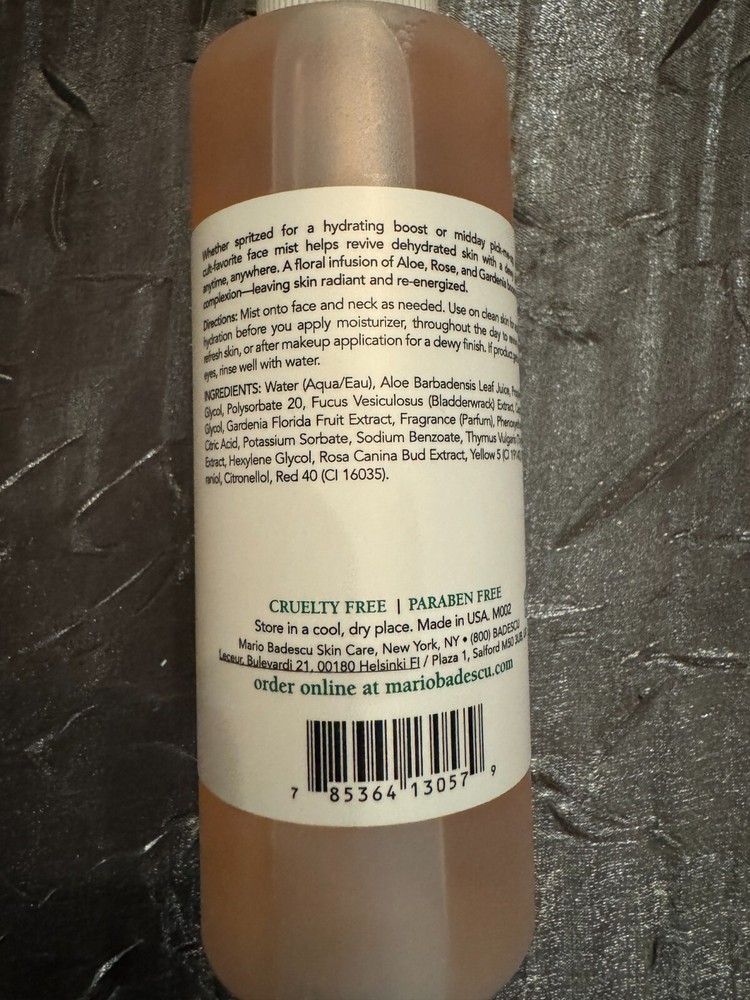 Whether spritzed for a hydrating boost or midday pick-me-up
cult-favorite face mist helps revive dehydrated skin with a
anytime, anywhere. A floral infusion of Aloe, Rose, and Gardenia
complexion—leaving skin radiant and re-energized.
Directions: Mist onto face and neck as needed. Use on clean skin for
hydration before you apply moisturizer, throughout the day to
refresh skin, or after makeup application for a dewy finish. If product
eyes, rinse well with water.
INGREDIENTS: Water (Aqua/Eau), Aloe Barbadensis Leaf Juice,
Glycol, Polysorbate 20, Fucus Vesiculosus (Bladderwrack) Extract,
Glycol, Gardenia Florida Fruit Extract, Fragrance (Parfum),
Citric Acid, Potassium Sorbate, Sodium Benzoate, Thymus Vulgaris
Extract, Hexylene Glycol, Rosa Canina Bud Extract, Yellow 5 (CI
raniol, Citronellol, Red 40 (CI 16035).
CRUELTY FREE | PARABEN FREE
Store in a cool, dry place. Made in USA. M002
Mario Badescu Skin Care, New York, NY • (800) BADESCU
Leceur, Bulevardi 21, 00180 Helsinki FI / Plaza 1, Salford M50
order online at mariobadescu.com
7 85364 13057 9